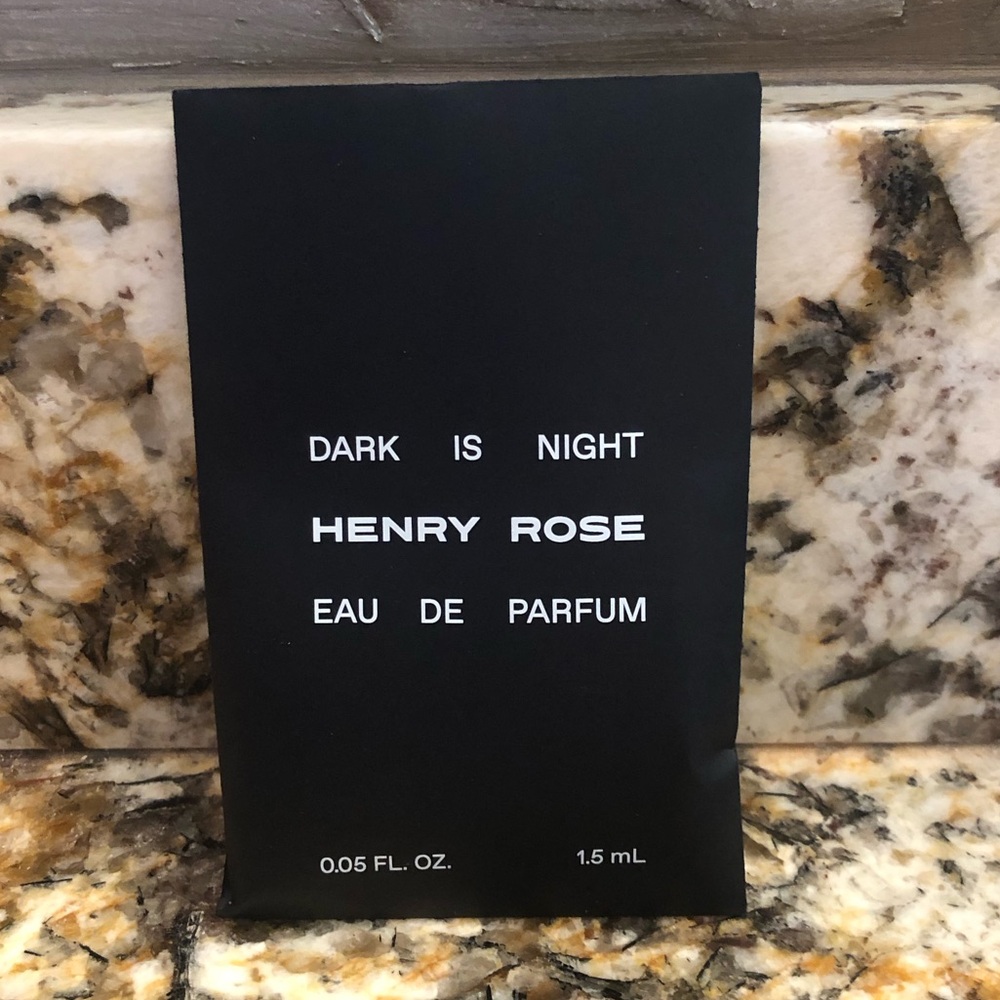 DARK IS NIGHT
HENRY ROSE
EAU DE PARFUM
0.05 FL. OZ. 1.5 mL